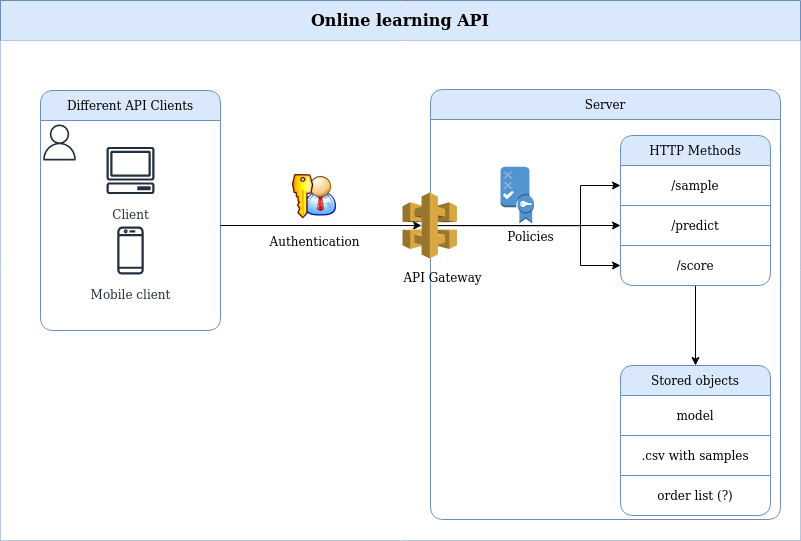 Online learning API
Different API Clients
Client
Mobile client
Authentication
API Gateway
Server
Policies
HTTP Methods
/sample
/predict
/score
Stored objects
model
.csv with samples
order list (?)